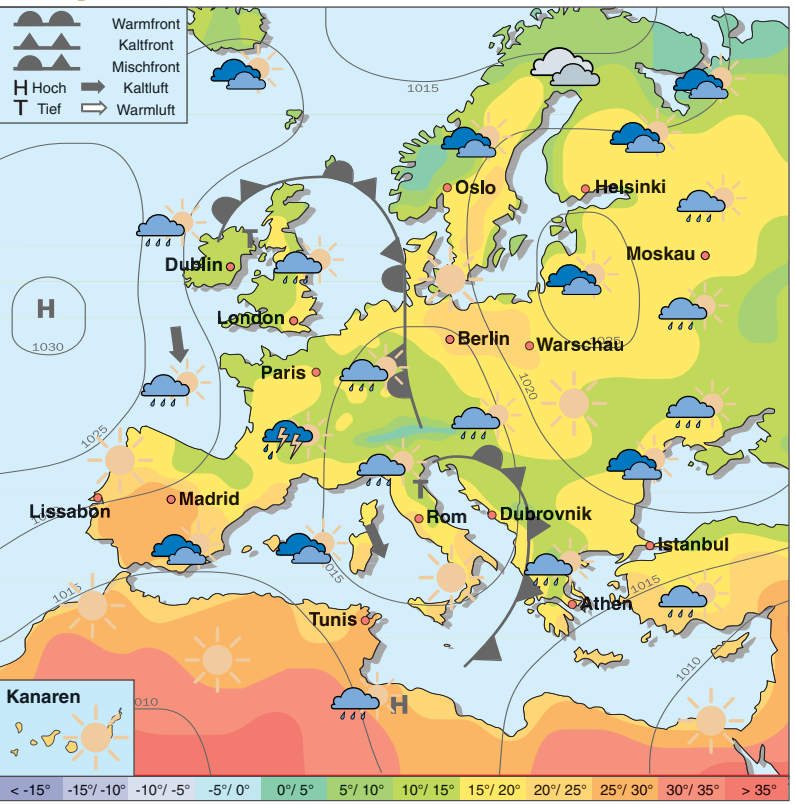 Warmfront
Kaltfront
Mischfront
H Hoch Kaltluft
T Tief Warmluft
1015
Oslo
Helsinki
T
Moskau
Dublin
H
London
1030
1025
Berlin
Warschau
Paris
1020
1025
T
Lissabon
Madrid
Rom
Dubrovnik
Istanbul
1015
1015
1015
Athen
Tunis
1010
Kanaren
H
010
< -15° -15°/ -10° -10°/ -5° -5°/ 0° 0°/ 5° 5°/ 10° 10°/ 15° 15°/ 20° 20°/ 25° 25°/ 30° 30°/ 35° > 35°